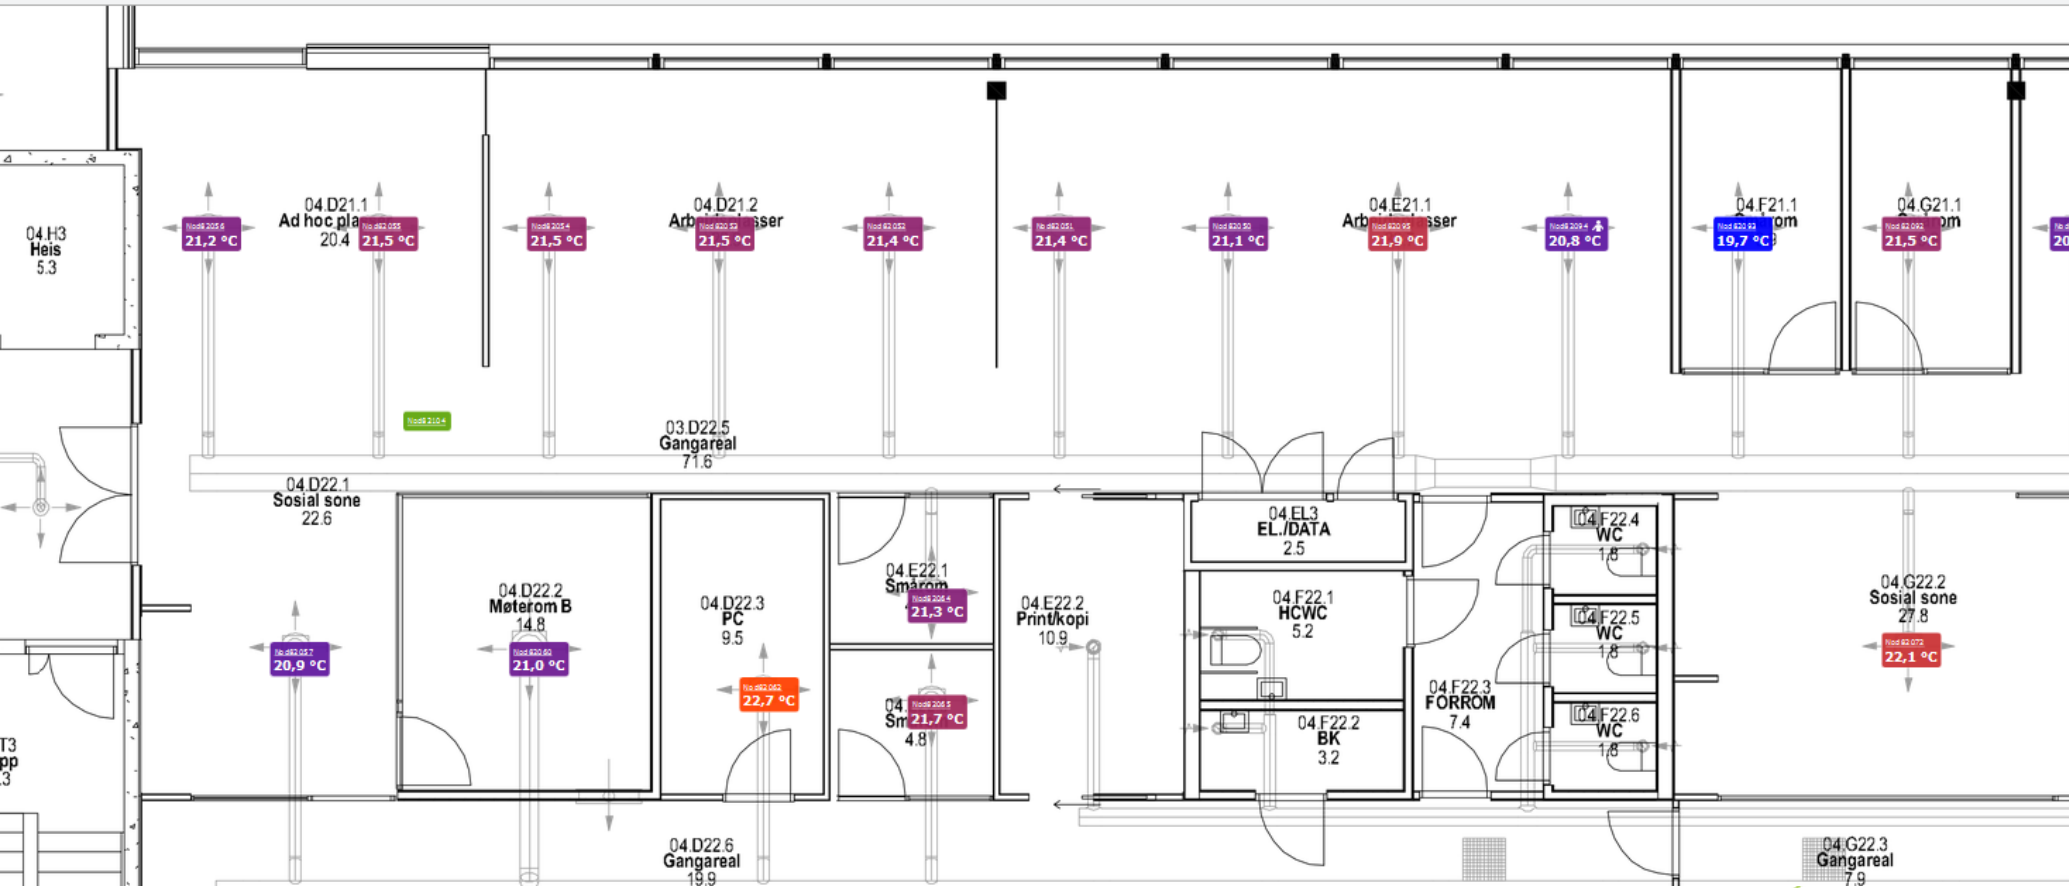 04.H3
Heis
5.3
04.D21.1
Ad hoc pla
20.4
21,2 °C
21,5 °C
21,5 °C
04.D21.2
21,5 °C
21,4 °C
21,4 °C
21,1 °C
04.E21.1
21,9 °C
20,8 °C
04.F21.1
19,7 °C
04.G21.1
21,5 °C
20
03.D22.5
Gangareal
71.6
04.D22.1
Sosial sone
22.6
20,9 °C
04.D22.2
Møterom B
14.8
21,0 °C
04.D22.3
PC
9.5
22,7 °C
04.E22.1
Smårom
21,3 °C
04.
Sm
4.8
21,7 °C
04.E22.2
Print/kopi
10.9
04.EL3
EL./DATA
2.5
04.F22.1
HCWC
5.2
04.F22.2
BK
3.2
04.F22.3
FORROM
7.4
04.F22.4
WC
1.8
04.F22.5
WC
1.8
04.F22.6
WC
1.8
04.G22.2
Sosial sone
27.8
22,1 °C
T3
pp
.3
04.D22.6
Gangareal
19.9
04.G22.3
Gangareal
7.9